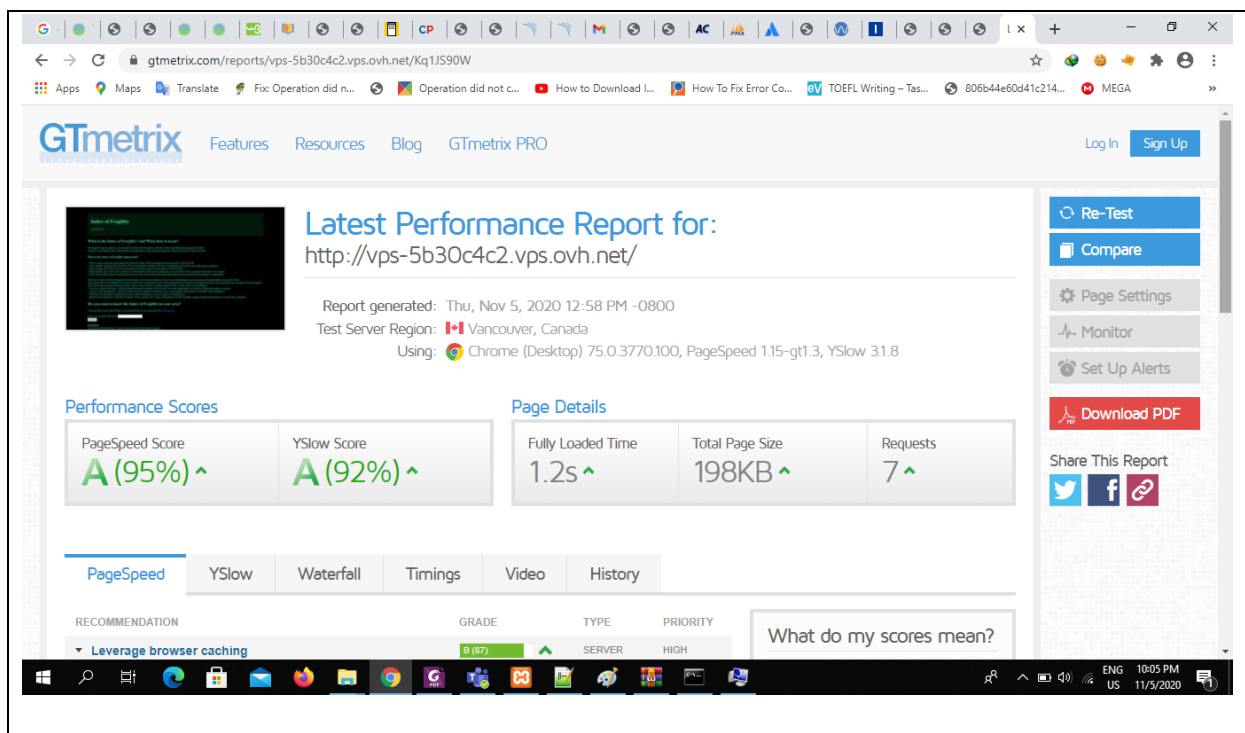 G CP M AC I L × + – ×
gtmetrix.com/reports/vps-5b30c4c2.vps.ovh.net/Kq1JS90W
Apps Maps Translate Fix: Operation did n... Operation did not c... How to Download I... How To Fix Error Co... eV TOEFL Writing – Tas... 806b44e60d41c214... M MEGA »
GTmetrix Features Resources Blog GTmetrix PRO Log In Sign Up
Index of Fragility
Latest Performance Report for:
http://vps-5b30c4c2.vps.ovh.net/
Report generated: Thu, Nov 5, 2020 12:58 PM -0800
Test Server Region: Vancouver, Canada
Using: Chrome (Desktop) 75.0.3770.100, PageSpeed 1.15-gt1.3, YSlow 3.1.8
Re-Test
Compare
Page Settings
Monitor
Set Up Alerts
Download PDF
Share This Report
Performance Scores
PageSpeed Score YSlow Score
A (95%) A (92%)
Page Details
Fully Loaded Time Total Page Size Requests
1.2s 198KB 7
PageSpeed YSlow Waterfall Timings Video History
RECOMMENDATION GRADE TYPE PRIORITY
Leverage browser caching B (87) SERVER HIGH
What do my scores mean?
ENG 10:05 PM
US 11/5/2020 1